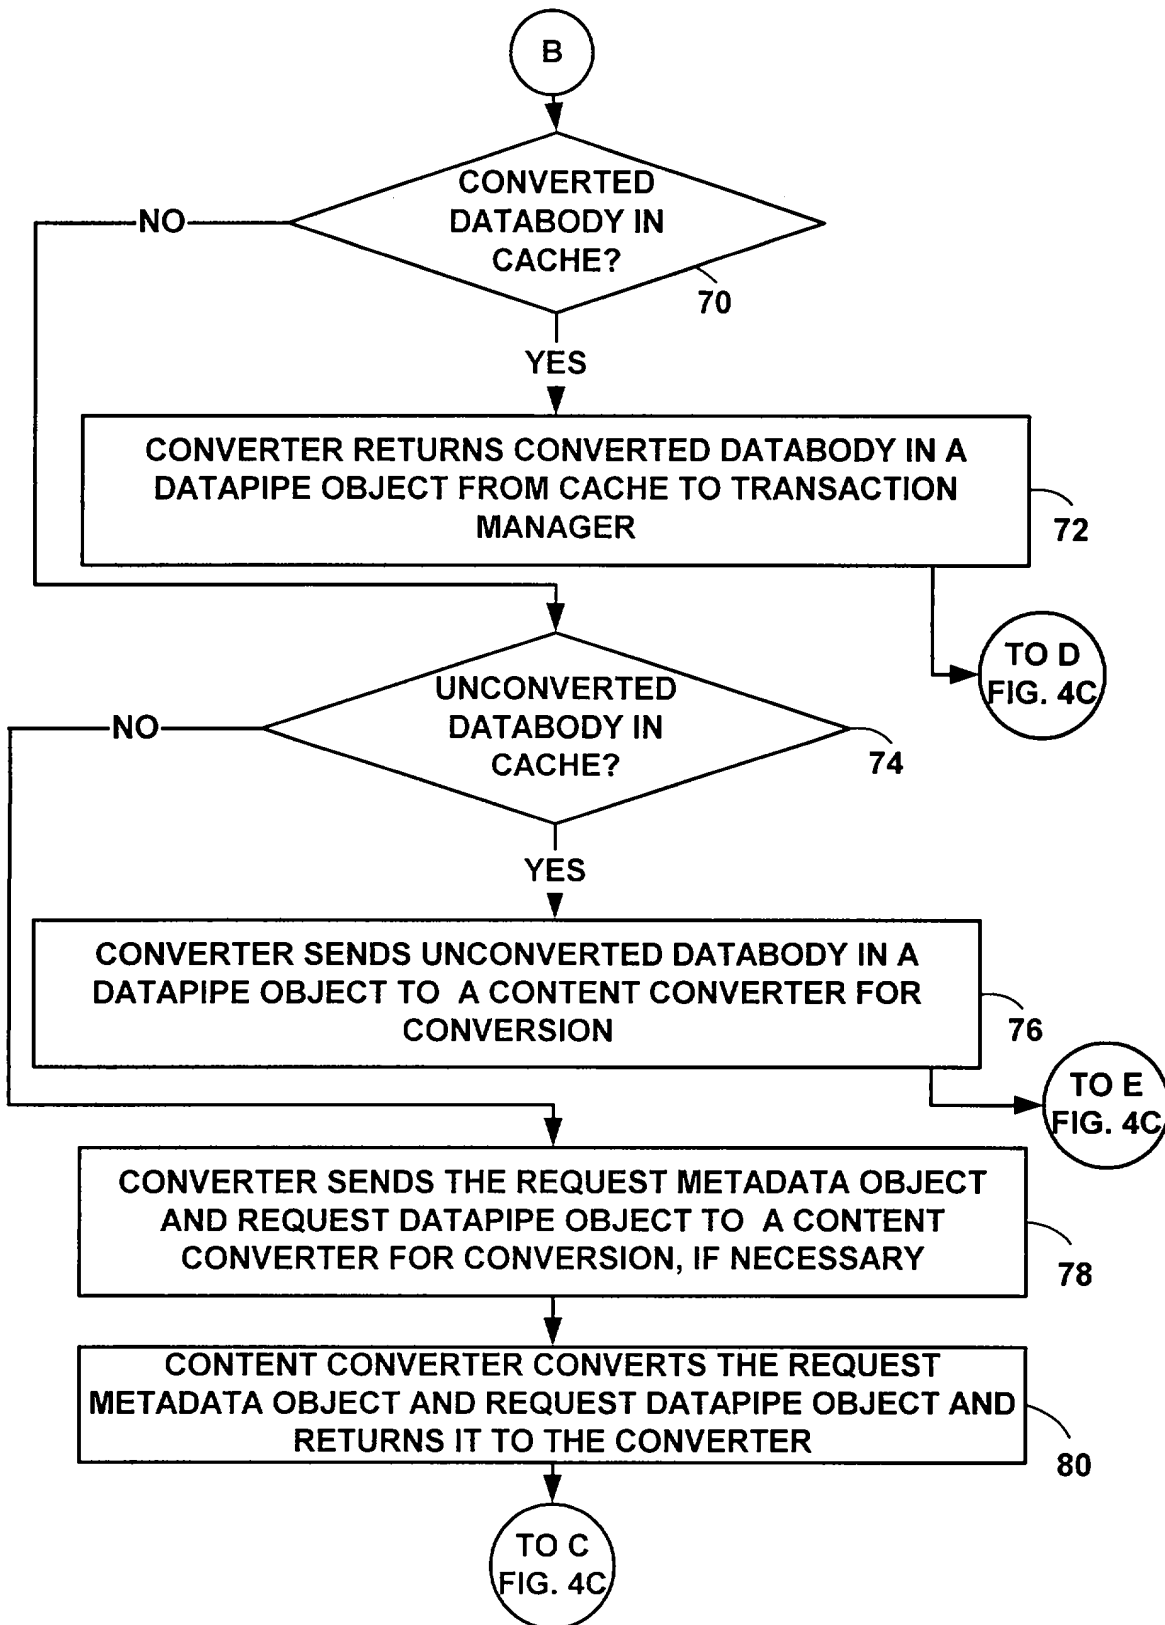 B
CONVERTED
DATABODY IN
CACHE?
NO
70
YES
CONVERTER RETURNS CONVERTED DATABODY IN A
DATAPIPE OBJECT FROM CACHE TO TRANSACTION
MANAGER
72
TO D
FIG. 4C
UNCONVERTED
DATABODY IN
CACHE?
NO
74
YES
CONVERTER SENDS UNCONVERTED DATABODY IN A
DATAPIPE OBJECT TO A CONTENT CONVERTER FOR
CONVERSION
76
TO E
FIG. 4C
CONVERTER SENDS THE REQUEST METADATA OBJECT
AND REQUEST DATAPIPE OBJECT TO A CONTENT
CONVERTER FOR CONVERSION, IF NECESSARY
78
CONTENT CONVERTER CONVERTS THE REQUEST
METADATA OBJECT AND REQUEST DATAPIPE OBJECT AND
RETURNS IT TO THE CONVERTER
80
TO C
FIG. 4C